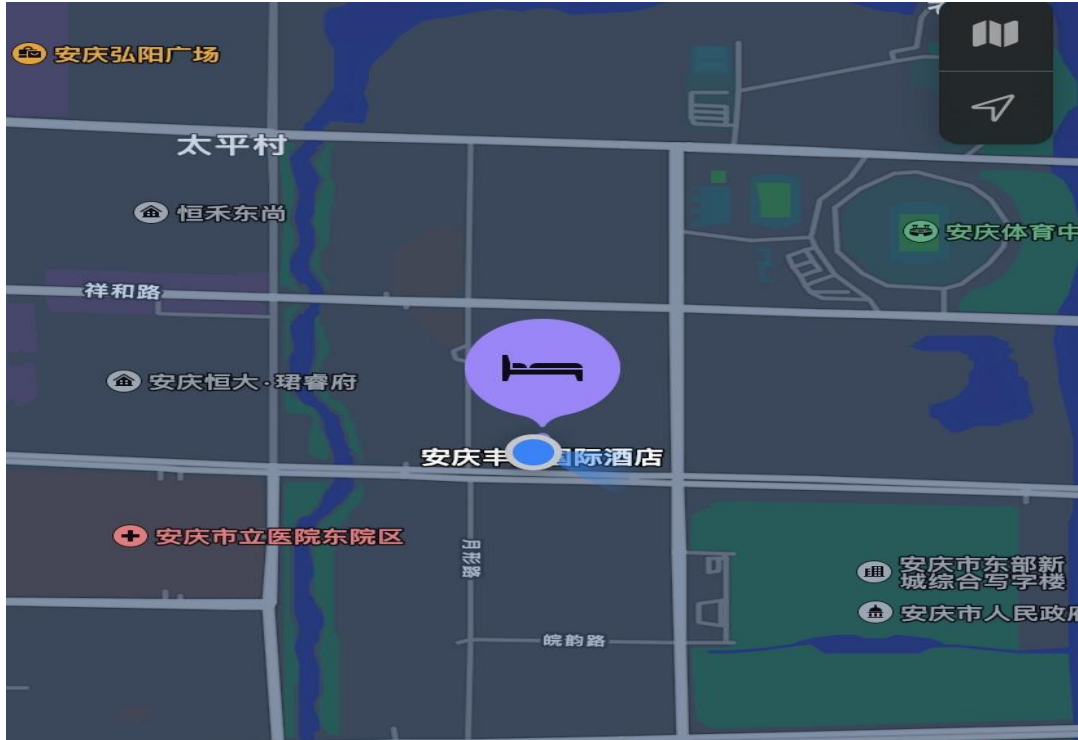 安庆弘阳广场
太平村
恒禾东尚
安庆体育中
祥和路
安庆恒大·珺睿府
安庆丰 国际酒店
安庆市立医院东院区
月形路
安庆市东部新
城综合写字楼
安庆市人民政府
皖韵路